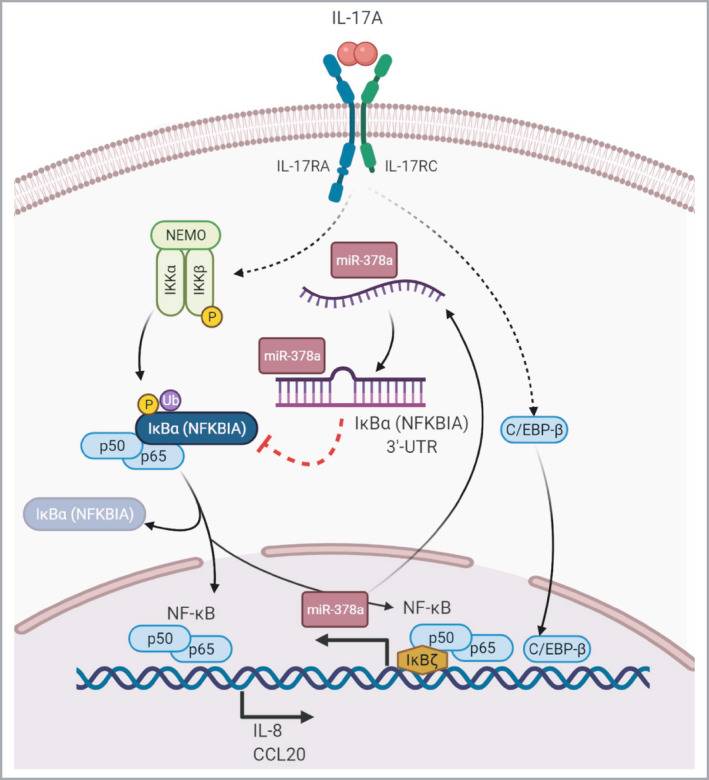 IL-17A
IL-17RA
IL-17RC
NEMO
IKKα
IKKβ
P
miR-378a
miR-378a
P
Ub
IκBα (NFKBIA)
p50
p65
IκBα (NFKBIA)
3'-UTR
C/EBP-β
IκBα (NFKBIA)
miR-378a
NF-κB
p50
p65
NF-κB
p50
p65
IκBζ
C/EBP-β
IL-8
CCL20